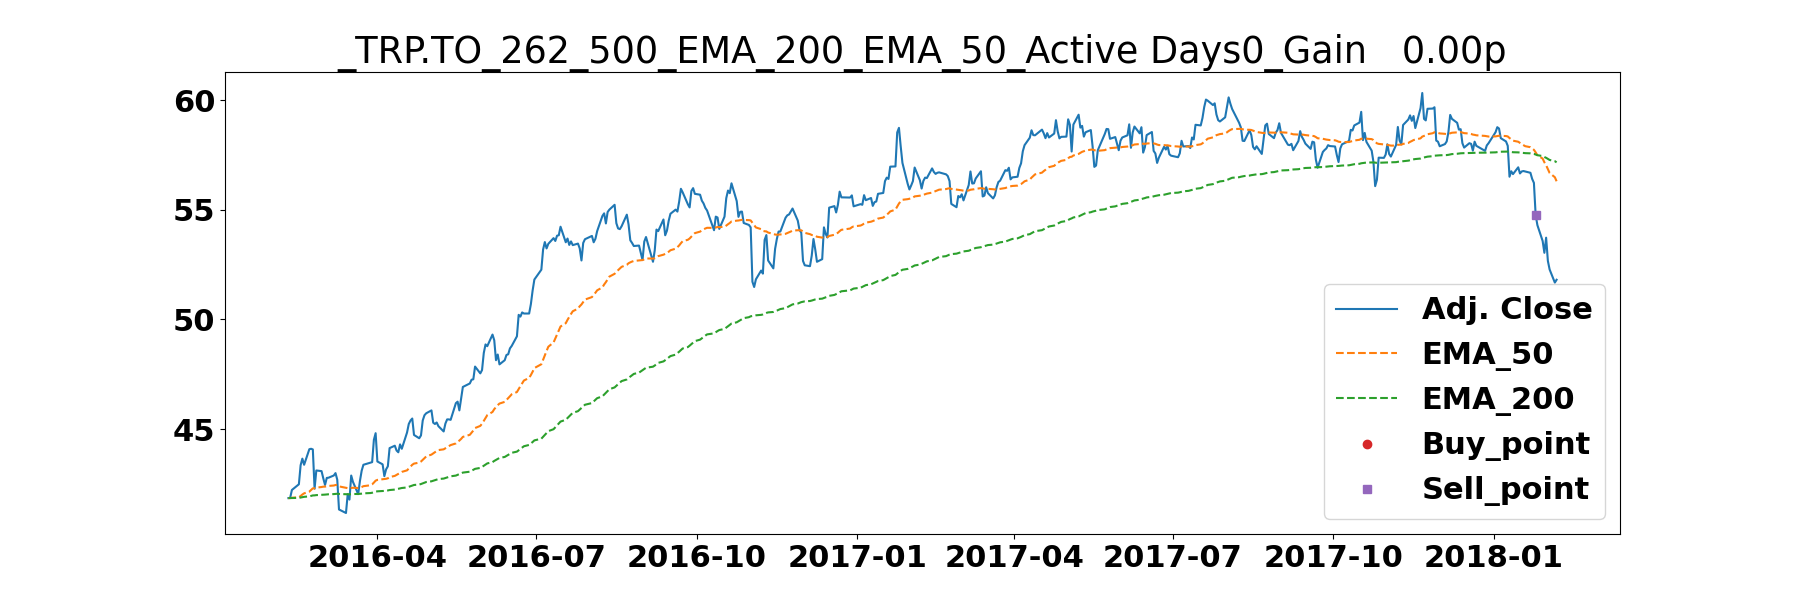 _TRP.TO_262_500_EMA_200_EMA_50_Active Days0_Gain   0.00p
60
55
50
45
2016-04 2016-07 2016-10 2017-01 2017-04 2017-07 2017-10 2018-01
Adj. Close
EMA_50
EMA_200
Buy_point
Sell_point